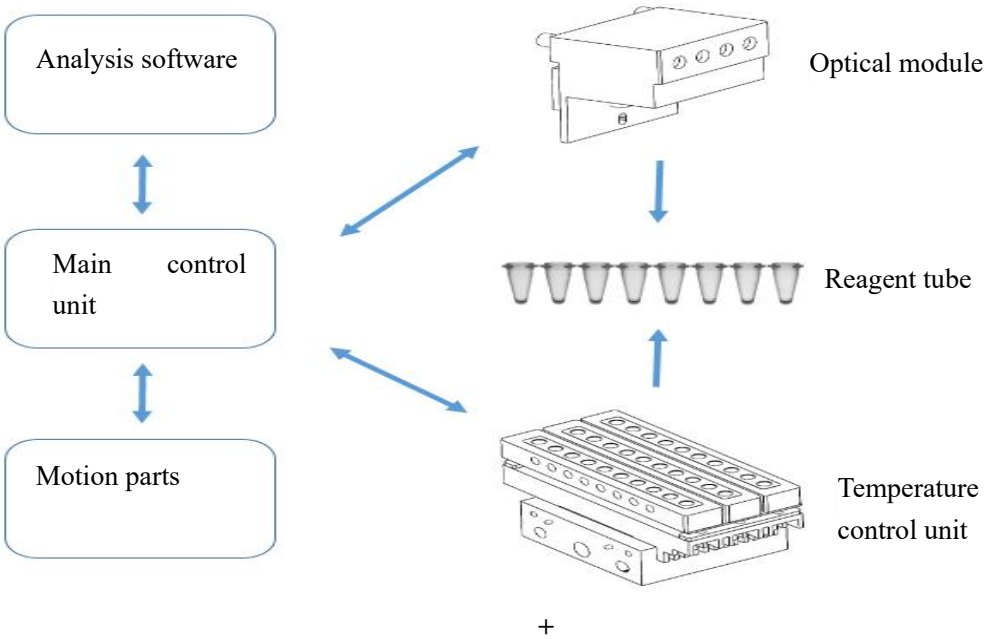 Analysis software
Optical module
Main control
unit
Reagent tube
Motion parts
Temperature
control unit
+